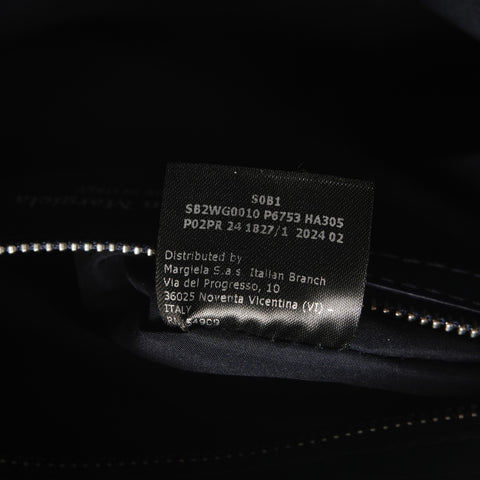 S0B1
SB2WG0010 P6753 HA305
P02PR 24 1827/1 2024 02
Distributed by
Margiela S.a.s. Italian Branch
Via del Progresso, 10
36025 Noventa Vicentina (VI) -
ITALY
Margiela